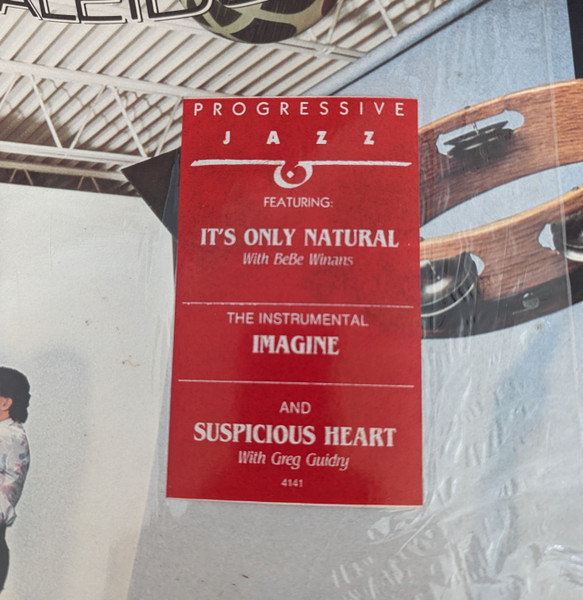 PROGRESSIVE
JAZZ
FEATURING:
IT'S ONLY NATURAL
With BeBe Winans
THE INSTRUMENTAL
IMAGINE
AND
SUSPICIOUS HEART
With Greg Guidry
4141